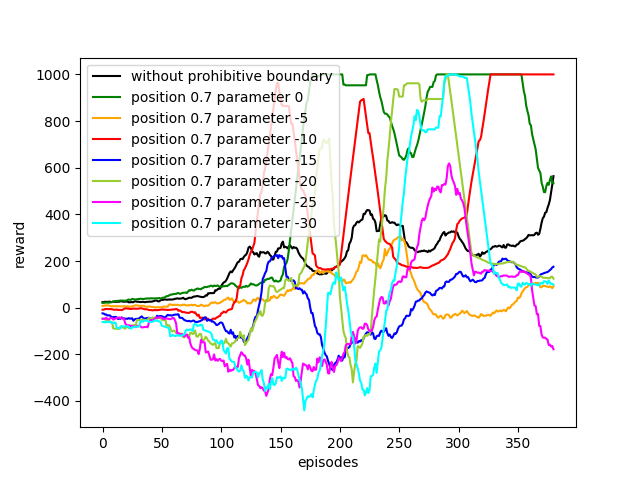 1000
800
600
400
200
0
−200
−400
reward
without prohibitive boundary
position 0.7 parameter 0
position 0.7 parameter -5
position 0.7 parameter -10
position 0.7 parameter -15
position 0.7 parameter -20
position 0.7 parameter -25
position 0.7 parameter -30
0 50 100 150 200 250 300 350
episodes